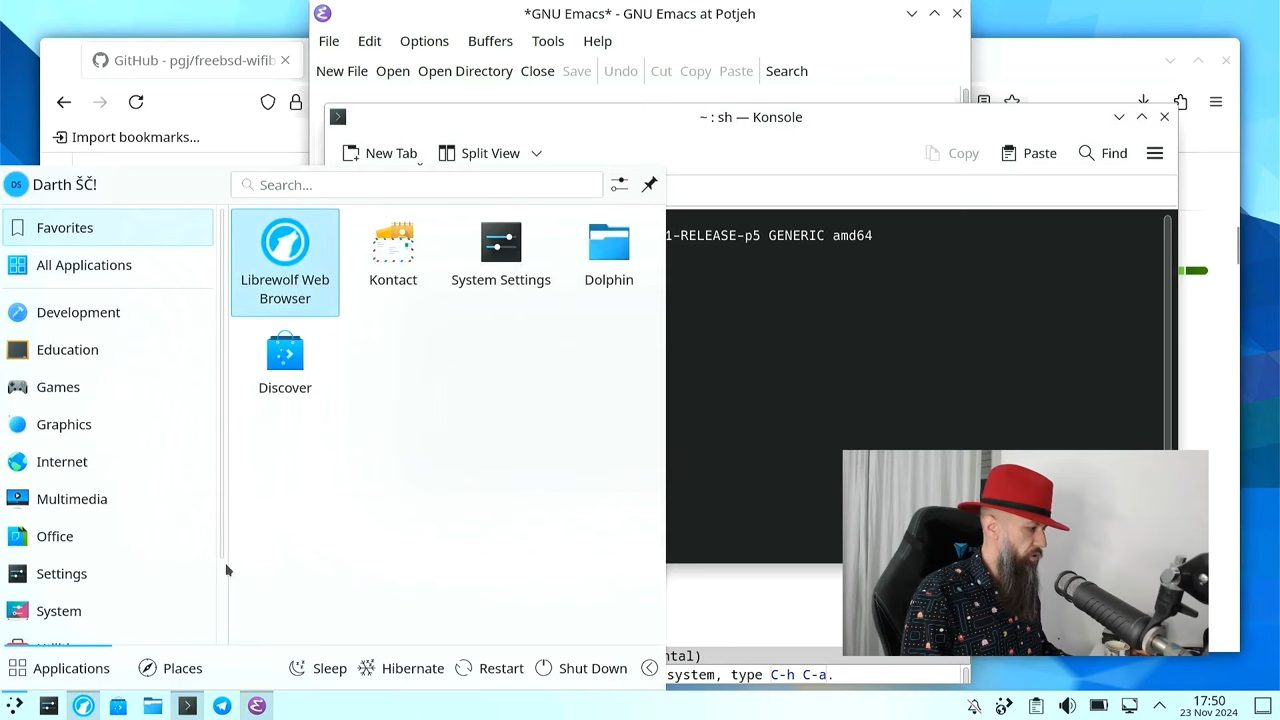 *GNU Emacs* - GNU Emacs at Potjeh
File Edit Options Buffers Tools Help
New File Open Open Directory Close Save Undo Cut Copy Paste Search
GitHub - pgj/freebsd-wifib
Import bookmarks...
~ : sh — Konsole
New Tab Split View Copy Paste Find
1-RELEASE-p5 GENERIC amd64
DS Darth ŠČ!
Search...
Favorites
All Applications
Development
Education
Games
Graphics
Internet
Multimedia
Office
Settings
System
Librewolf Web
Browser
Kontact
System Settings
Dolphin
Discover
Applications Places Sleep Hibernate Restart Shut Down
ntal)
system, type C-h C-a.
17:50
23 Nov 2024